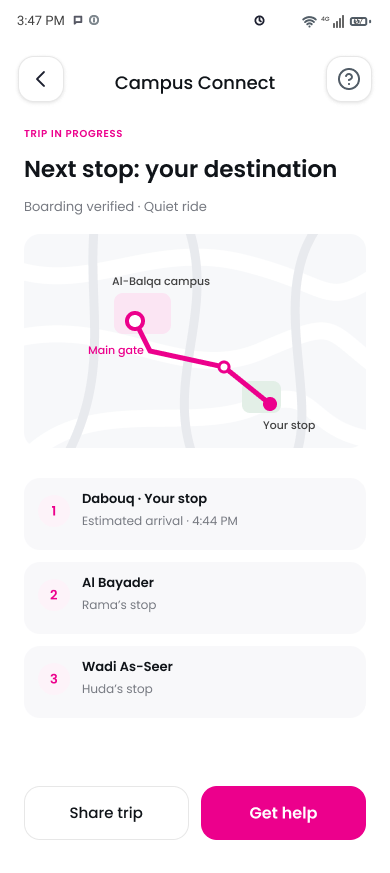 3:47 PM
4G
Campus Connect
TRIP IN PROGRESS
Next stop: your destination
Boarding verified · Quiet ride
Al-Balqa campus
Main gate
Your stop
1
Dabouq · Your stop
Estimated arrival · 4:44 PM
2
Al Bayader
Rama’s stop
3
Wadi As-Seer
Huda’s stop
Share trip
Get help